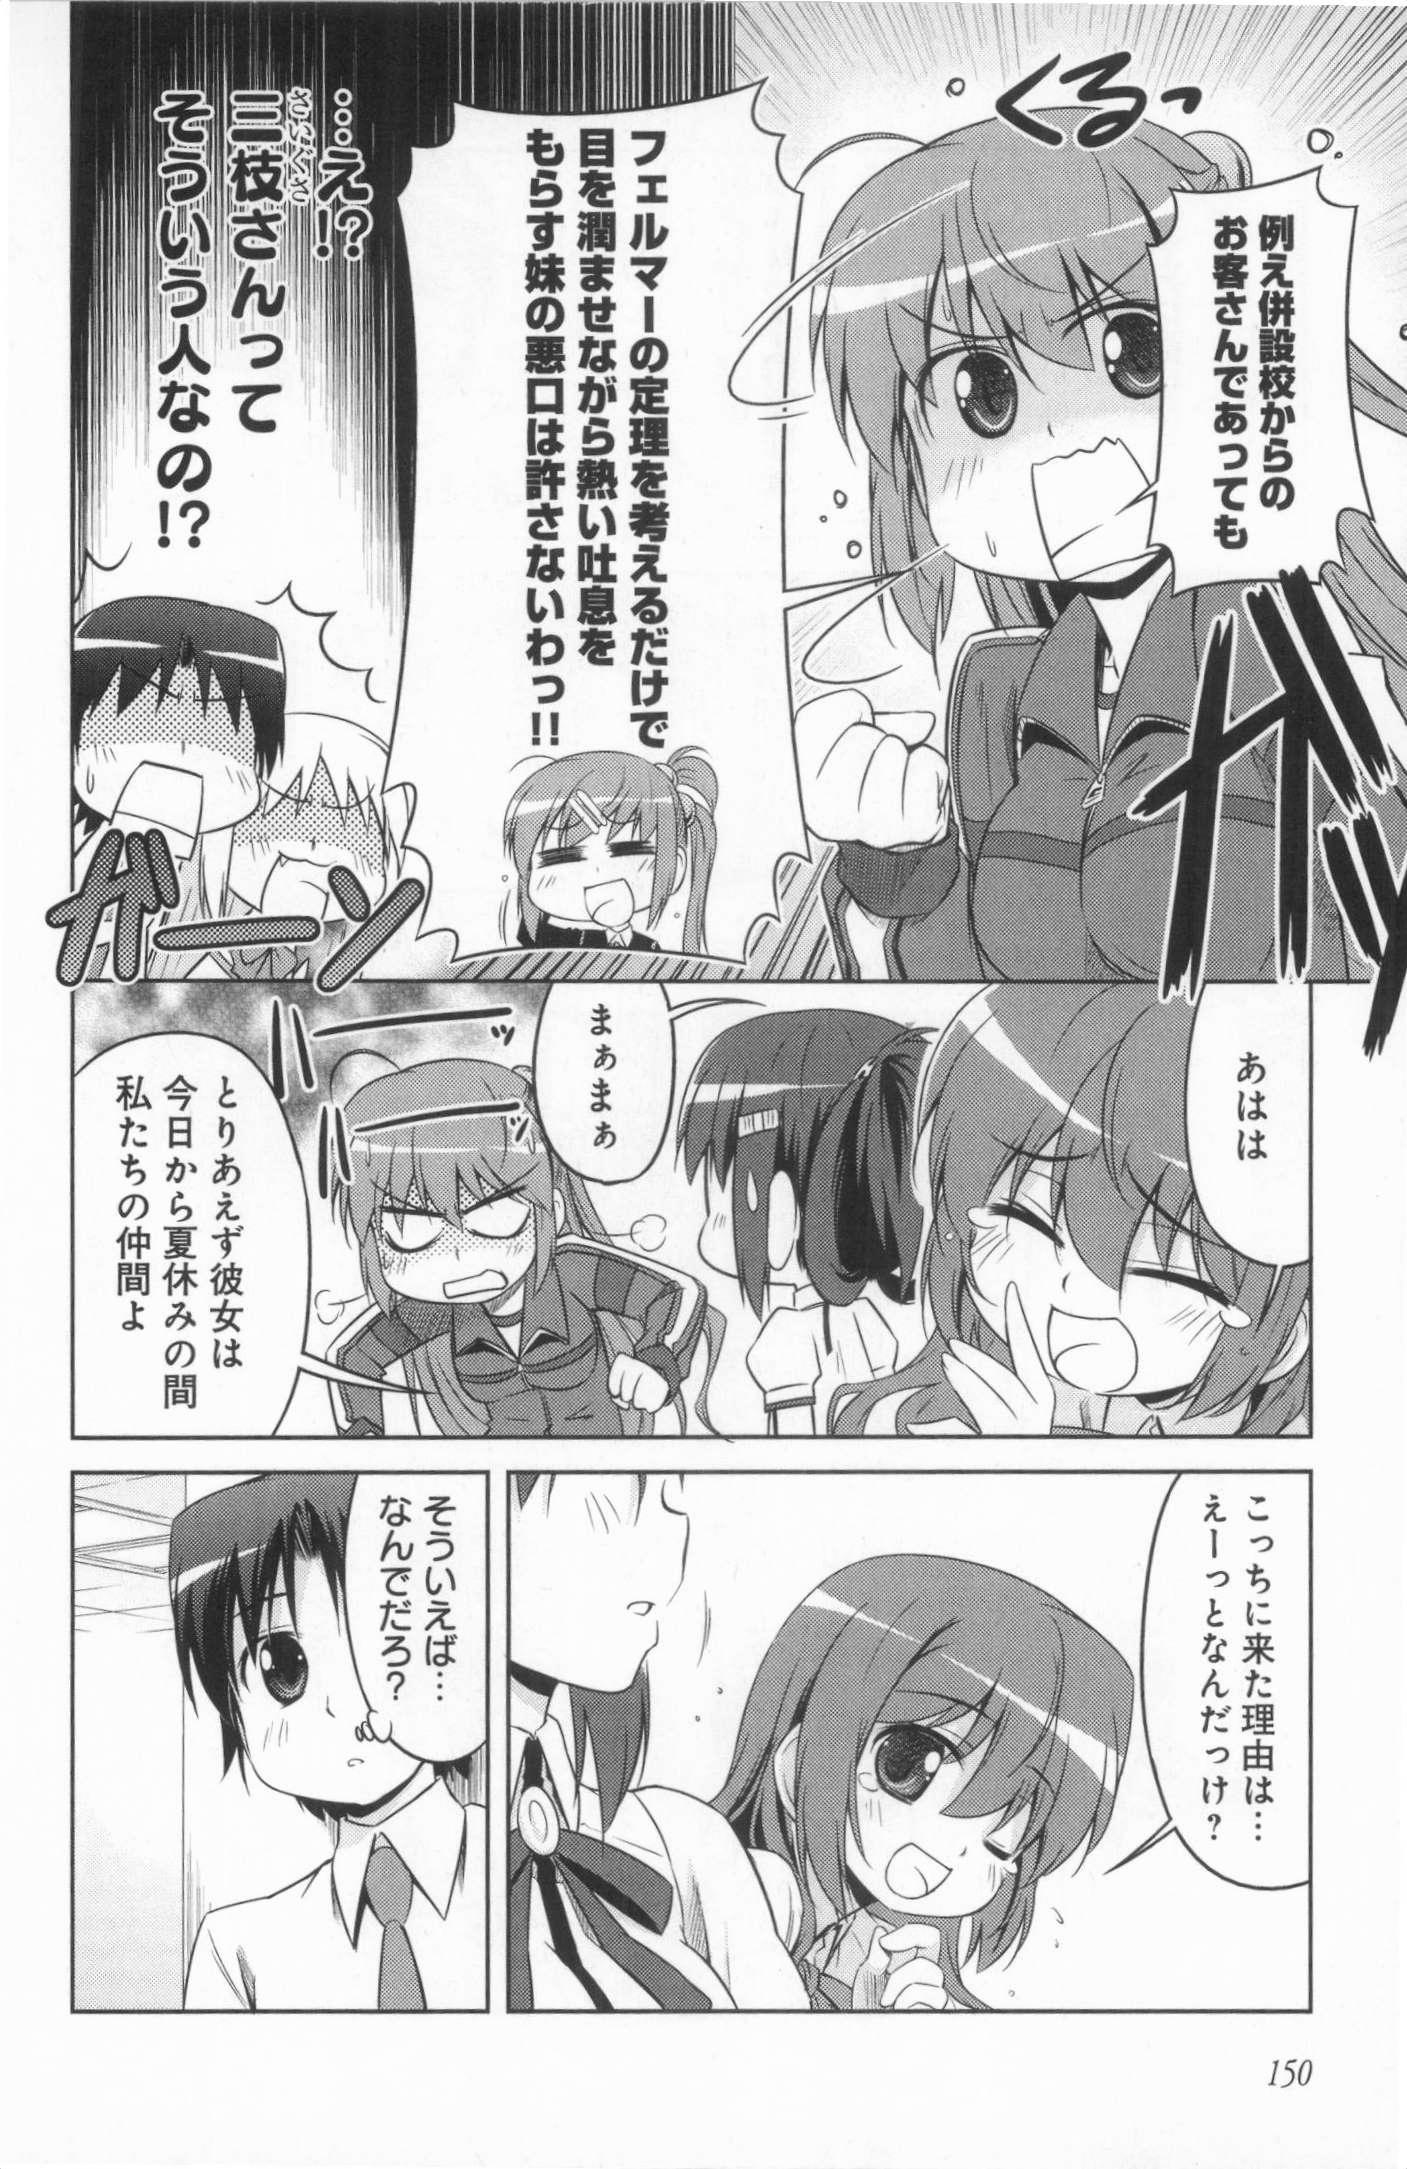 くるっ
例え併設校からの
お客さんであっても
ガッ
フェルマーの定理を考えるだけで
目を潤ませながら熱い吐息を
もらす妹の悪口は許さないわっ!!
…え!?
三枝さんって
さいぐさ
そういう人なの!?
ガーン
あはは
まぁまぁ
ッ
ッ
とりあえず彼女は
今日から夏休みの間
私たちの仲間よ
こっちに来た理由は…
えーっとなんだっけ?
そういえば…
なんでだろ?
150